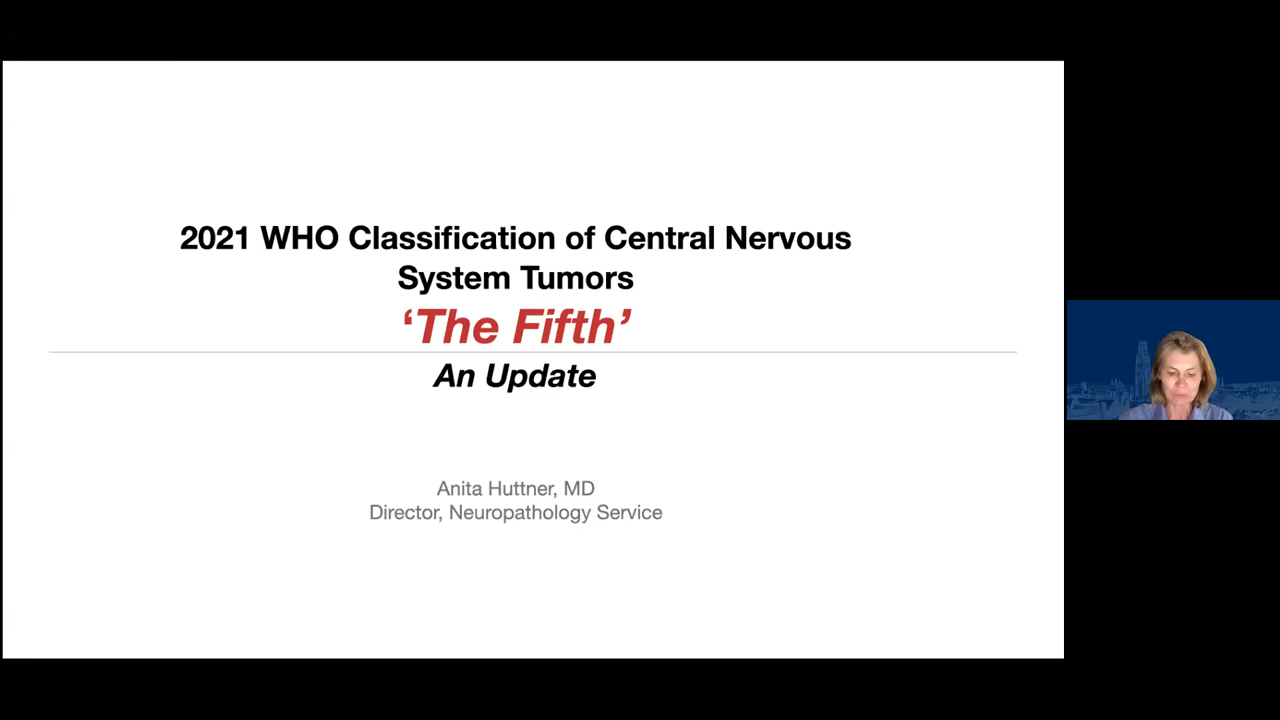 2021 WHO Classification of Central Nervous
System Tumors
‘The Fifth’
An Update
Anita Huttner, MD
Director, Neuropathology Service